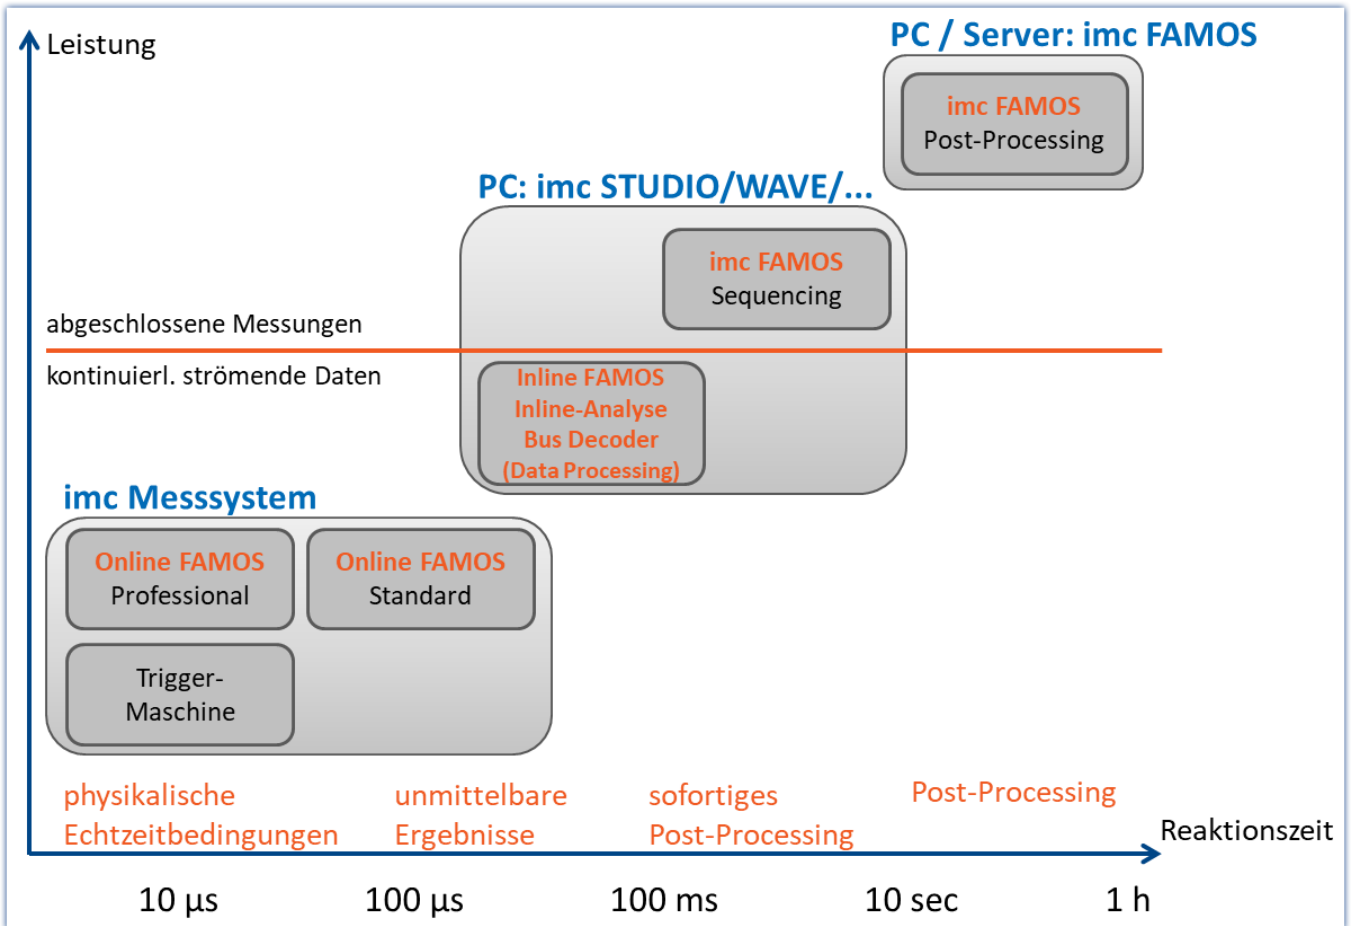 Leistung
PC / Server: imc FAMOS
imc FAMOS
Post-Processing
PC: imc STUDIO/WAVE/...
imc FAMOS
Sequencing
abgeschlossene Messungen
kontinuierl. strömende Daten
Inline FAMOS
Inline-Analyse
Bus Decoder
(Data Processing)
imc Messsystem
Online FAMOS
Professional
Online FAMOS
Standard
Trigger-
Maschine
physikalische
Echtzeitbedingungen
unmittelbare
Ergebnisse
sofortiges
Post-Processing
Post-Processing
Reaktionszeit
10 µs
100 µs
100 ms
10 sec
1 h